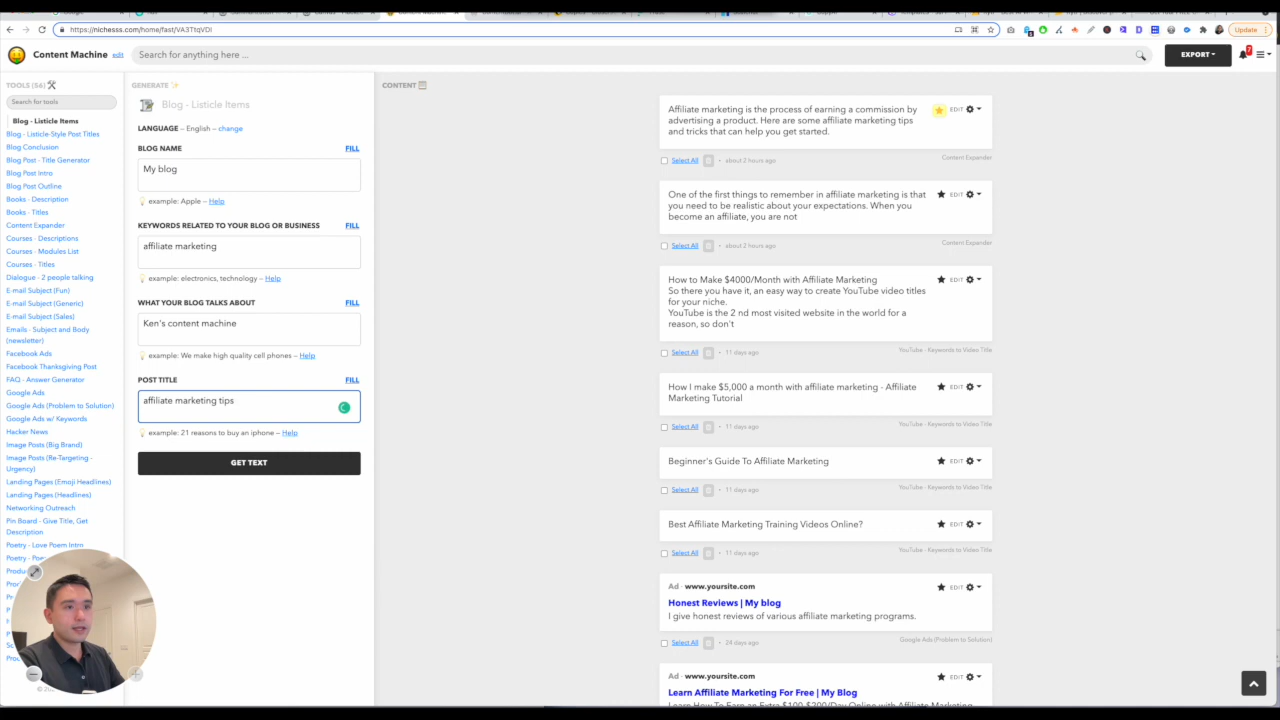 https://nichesss.com/home/fast/VA3TtqVDI
Update
Content Machine edit
Search for anything here ...
EXPORT
7
TOOLS (56)
Search for tools
Blog - Listicle Items
Blog - Listicle-Style Post Titles
Blog Conclusion
Blog Post - Title Generator
Blog Post Intro
Blog Post Outline
Books - Description
Books - Titles
Content Expander
Courses - Descriptions
Courses - Modules List
Courses - Titles
Dialogue - 2 people talking
E-mail Subject (Fun)
E-mail Subject (Generic)
E-mail Subject (Sales)
Emails - Subject and Body
(newsletter)
Facebook Ads
Facebook Thanksgiving Post
FAQ - Answer Generator
Google Ads
Google Ads (Problem to Solution)
Google Ads w/ Keywords
Hacker News
Image Posts (Big Brand)
Image Posts (Re-Targeting -
Urgency)
Landing Pages (Emoji Headlines)
Landing Pages (Headlines)
Networking Outreach
Pin Board - Give Title, Get
Description
Poetry - Love Poem Intro
Poetry -
GENERATE
Blog - Listicle Items
LANGUAGE – English – change
BLOG NAME FILL
My blog
example: Apple – Help
KEYWORDS RELATED TO YOUR BLOG OR BUSINESS FILL
affiliate marketing
example: electronics, technology – Help
WHAT YOUR BLOG TALKS ABOUT FILL
Ken's content machine
example: We make high quality cell phones – Help
POST TITLE FILL
affiliate marketing tips
example: 21 reasons to buy an iphone – Help
GET TEXT
CONTENT
Affiliate marketing is the process of earning a commission by
advertising a product. Here are some affiliate marketing tips
and tricks that can help you get started.
EDIT
Select All • about 2 hours ago
Content Expander
One of the first things to remember in affiliate marketing is that
you need to be realistic about your expectations. When you
become an affiliate, you are not
EDIT
Select All • about 2 hours ago
Content Expander
How to Make $4000/Month with Affiliate Marketing
So there you have it, an easy way to create YouTube video titles
for your niche.
YouTube is the 2 nd most visited website in the world for a
reason, so don't
EDIT
Select All • 11 days ago
YouTube - Keywords to Video Title
How I make $5,000 a month with affiliate marketing - Affiliate
Marketing Tutorial
EDIT
Select All • 11 days ago
YouTube - Keywords to Video Title
Beginner's Guide To Affiliate Marketing
EDIT
Select All • 11 days ago
YouTube - Keywords to Video Title
Best Affiliate Marketing Training Videos Online?
EDIT
Select All • 11 days ago
YouTube - Keywords to Video Title
Ad · www.yoursite.com
Honest Reviews | My blog
I give honest reviews of various affiliate marketing programs.
EDIT
Select All • 24 days ago
Google Ads (Problem to Solution)
Ad · www.yoursite.com
Learn Affiliate Marketing For Free | My Blog
Learn How To Earn an Extra $100-$200/Day Online with Affiliate Marketing
EDIT